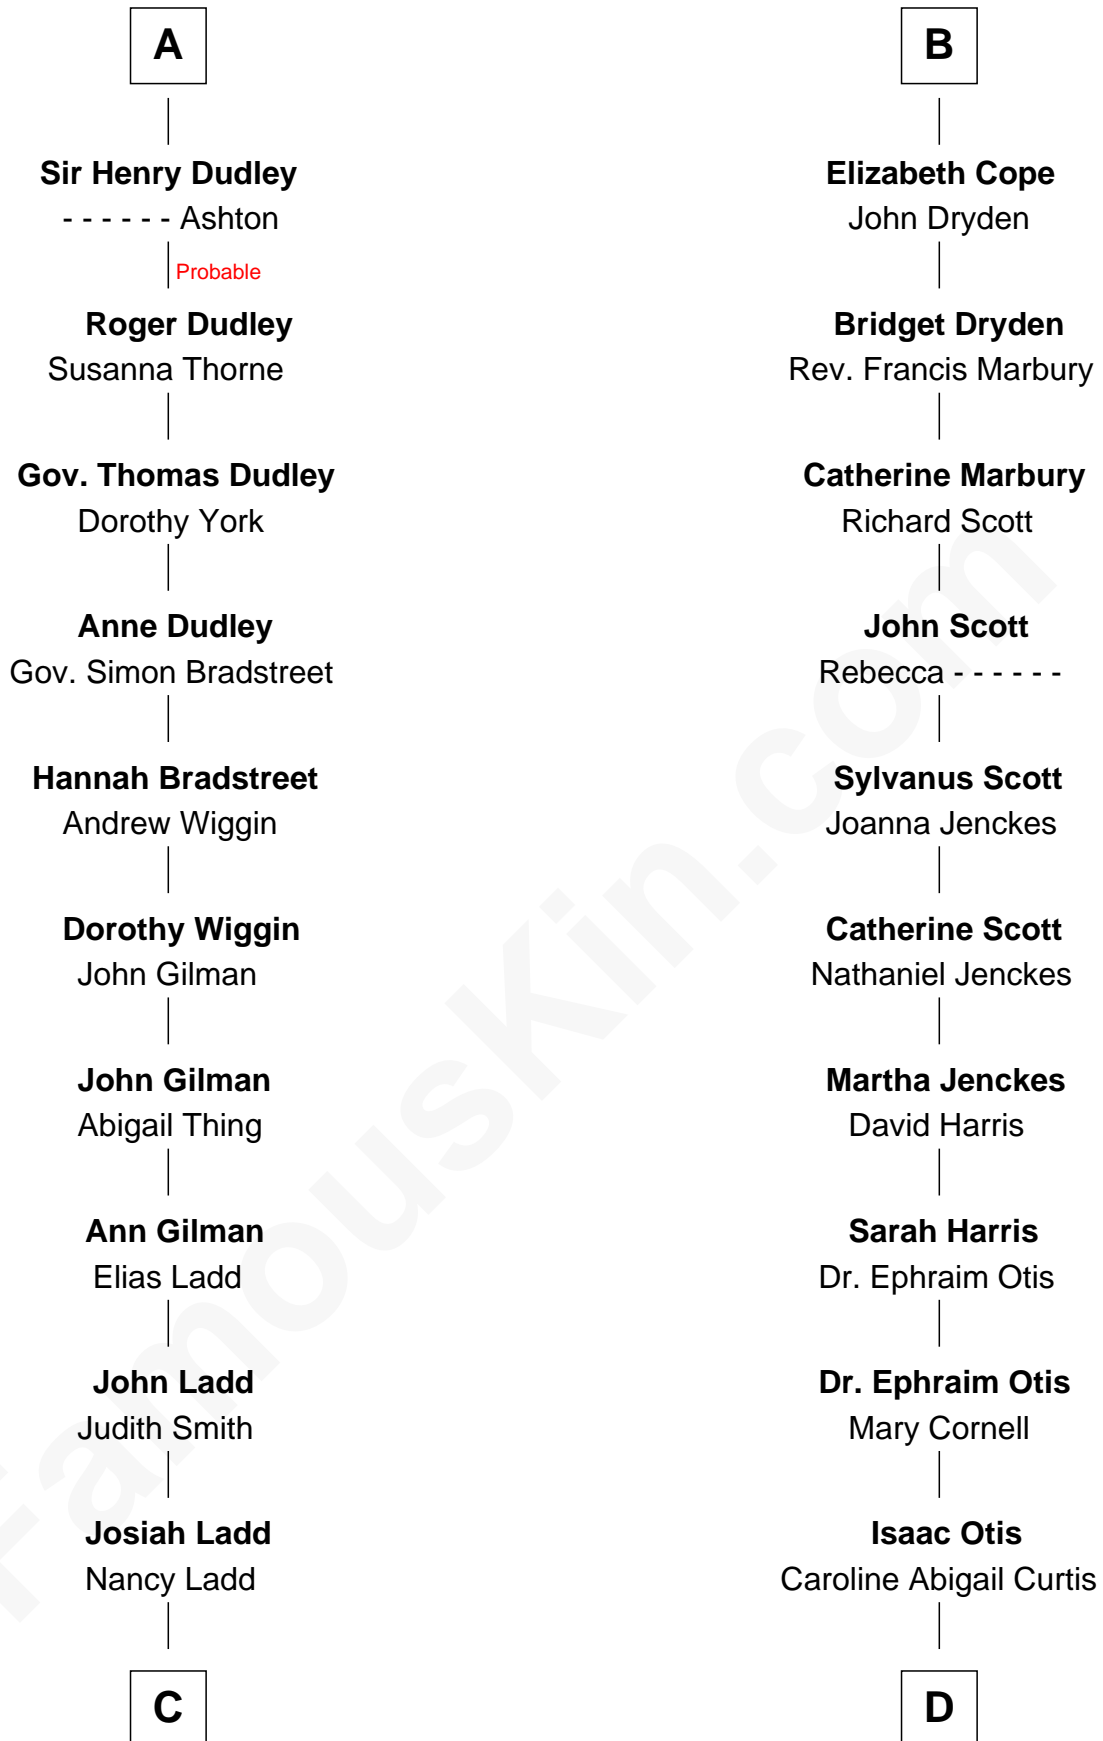 A
Sir Henry Dudley
- - - - - - Ashton
Probable
Roger Dudley
Susanna Thorne
Gov. Thomas Dudley
Dorothy York
Anne Dudley
Gov. Simon Bradstreet
Hannah Bradstreet
Andrew Wiggin
Dorothy Wiggin
John Gilman
John Gilman
Abigail Thing
Ann Gilman
Elias Ladd
John Ladd
Judith Smith
Josiah Ladd
Nancy Ladd
C
B
Elizabeth Cope
John Dryden
Bridget Dryden
Rev. Francis Marbury
Catherine Marbury
Richard Scott
John Scott
Rebecca - - - - - -
Sylvanus Scott
Joanna Jenckes
Catherine Scott
Nathaniel Jenckes
Martha Jenckes
David Harris
Sarah Harris
Dr. Ephraim Otis
Dr. Ephraim Otis
Mary Cornell
Isaac Otis
Caroline Abigail Curtis
D
FamousKin.com